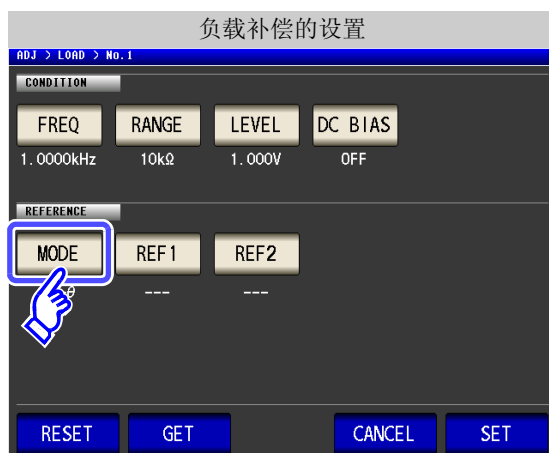 负载补偿的设置
ADJ > LOAD > No.1
CONDITION
FREQ RANGE LEVEL DC BIAS
1.0000kHz 10kΩ 1.000V OFF
REFERENCE
MODE REF1 REF2
θ --- ---
RESET GET CANCEL SET